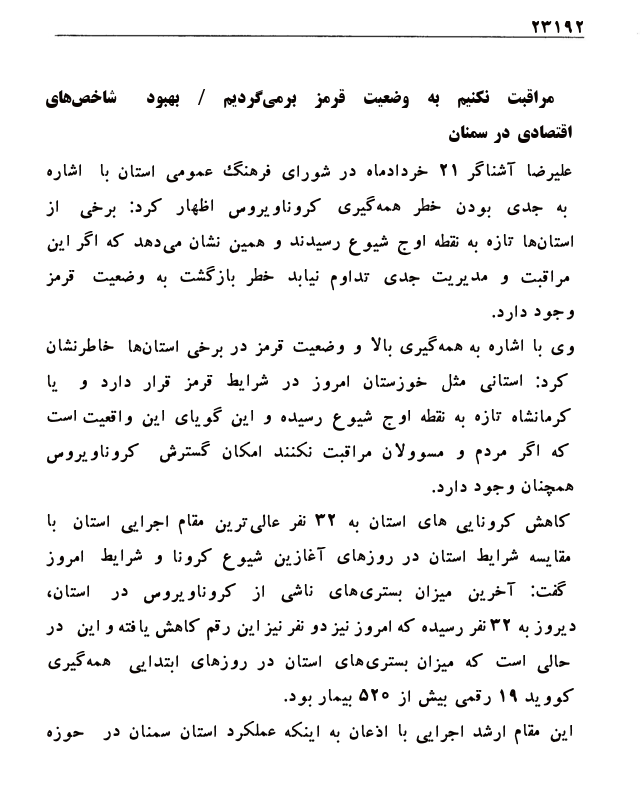 ۲۳۱۹۲
مراقبت نکنیم به وضعیت قرمز برمی‌گردیم / بهبود شاخص‌های
اقتصادی در سمنان
علیرضا آشناگر ۲۱ خردادماه در شورای فرهنگ عمومی استان با اشاره
به جدی بودن خطر همه‌گیری کروناویروس اظهار کرد: برخی از
استان‌ها تازه به نقطه اوج شیوع رسیدند و همین نشان می‌دهد که اگر این
مراقبت و مدیریت جدی تداوم نیابد خطر بازگشت به وضعیت قرمز
وجود دارد.
وی با اشاره به همه‌گیری بالا و وضعیت قرمز در برخی استان‌ها خاطرنشان
کرد: استانی مثل خوزستان امروز در شرایط قرمز قرار دارد و یا
کرمانشاه تازه به نقطه اوج شیوع رسیده و این گویای این واقعیت است
که اگر مردم و مسوولان مراقبت نکنند امکان گسترش کروناویروس
همچنان وجود دارد.
کاهش کرونایی های استان به ۳۲ نفر عالی‌ترین مقام اجرایی استان با
مقایسه شرایط استان در روزهای آغازین شیوع کرونا و شرایط امروز
گفت: آخرین میزان بستری‌های ناشی از کروناویروس در استان،
دیروز به ۳۲ نفر رسیده که امروز نیز دو نفر نیز این رقم کاهش یافته و این در
حالی است که میزان بستری‌های استان در روزهای ابتدایی همه‌گیری
کووید ۱۹ رقمی بیش از ۵۲۰ بیمار بود.
این مقام ارشد اجرایی با اذعان به اینکه عملکرد استان سمنان در حوزه